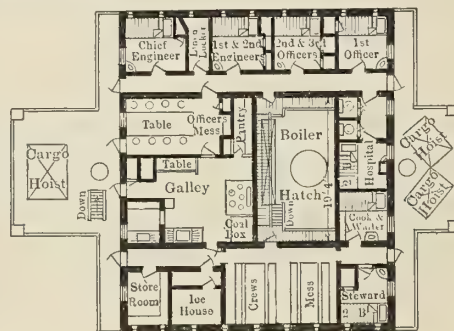 Chief
Engineer
Linen
Locker
1st & 2nd
Engineer
2nd & 3rd
Officers
1st
Officer
Table
Officers
Mess
Pantry
Boiler
Hatch
Down
Hospital
Cargo
Hoist
Down
Cargo
Hoist
Cargo
Hoist
Table
Galley
Coal
Box
Cook &
Waiter
Store
Room
Ice
House
Crews
Mess
Steward